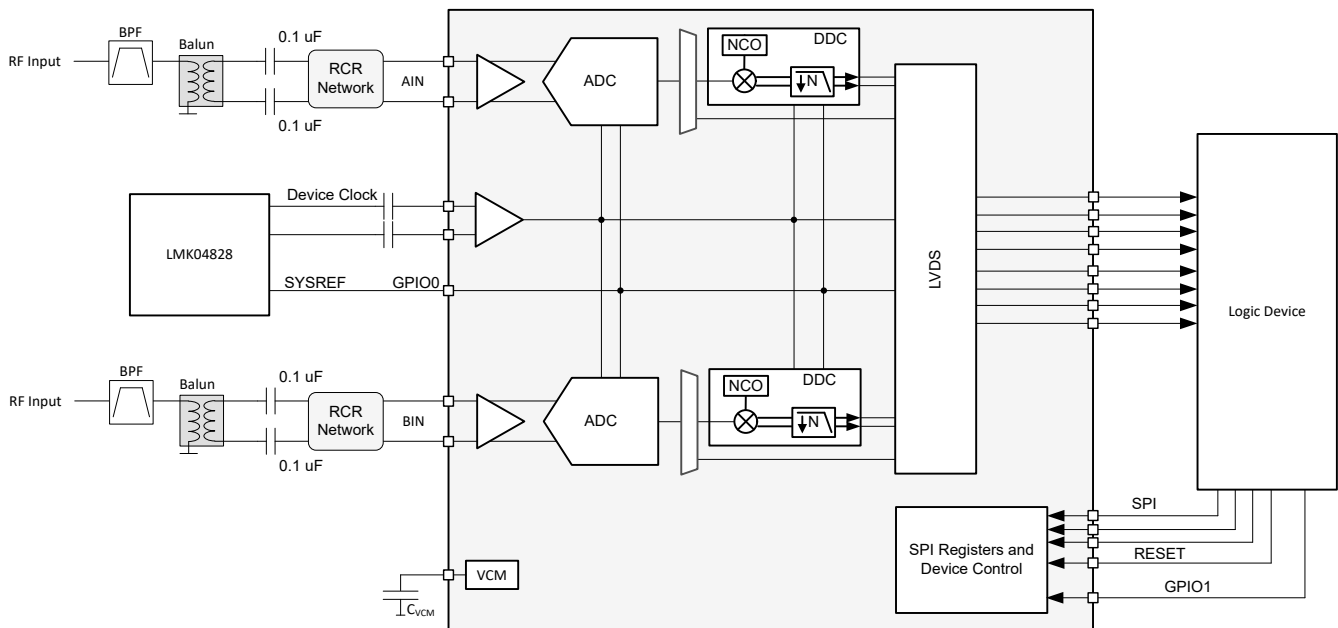 BPF
Balun
0.1 uF
RF Input
RCR
Network
AIN
0.1 uF
ADC
NCO
DDC
N
Device Clock
LMK04828
SYSREF
GPIO0
LVDS
Logic Device
BPF
Balun
0.1 uF
RF Input
RCR
Network
BIN
0.1 uF
ADC
NCO
DDC
N
SPI
SPI Registers and
Device Control
RESET
GPIO1
VCM
CVCM